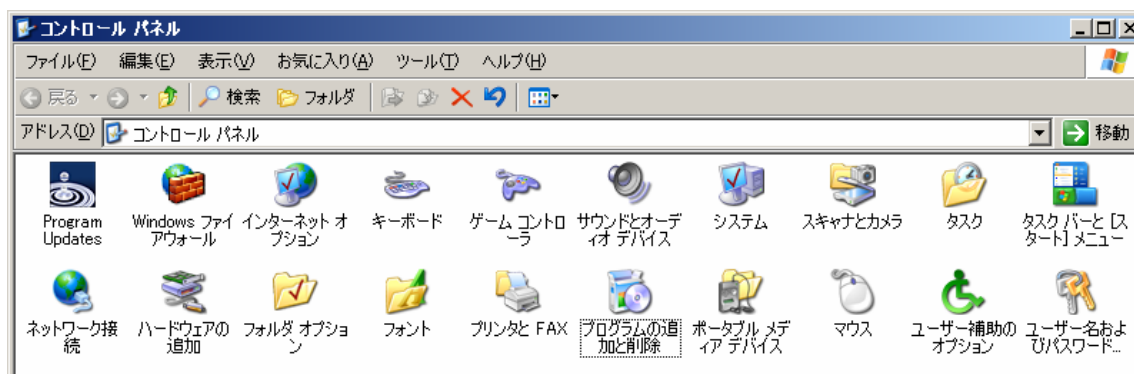 コントロール パネル
ファイル(F) 編集(E) 表示(V) お気に入り(A) ツール(T) ヘルプ(H)
戻る 検索 フォルダ
アドレス(D) コントロール パネル 移動
Program Updates
Windows ファイアウォール
インターネット オプション
キーボード
ゲーム コントローラ
サウンドとオーディオ デバイス
システム
スキャナとカメラ
タスク
タスク バーと [スタート] メニュー
ネットワーク接続
ハードウェアの追加
フォルダ オプション
フォント
プリンタと FAX
プログラムの追加と削除
ポータブル メディア デバイス
マウス
ユーザー補助のオプション
ユーザー名およびパスワード...